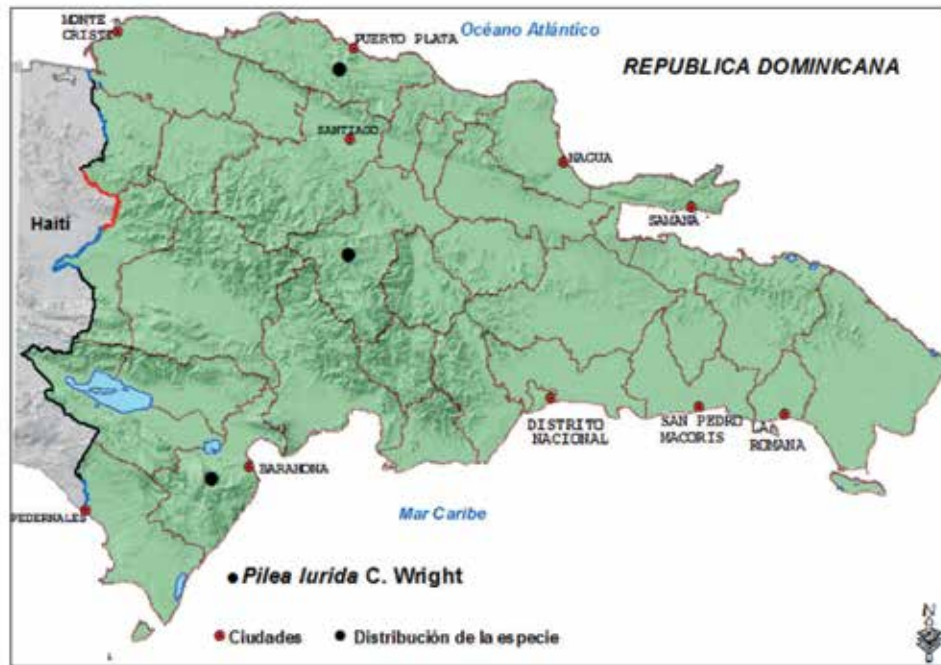 MONTE
CRISTE
Océano Atlántico
PUERTO PLATA
REPUBLICA DOMINICANA
SANTIAGO
NAGUA
SAMANA
Haití
DISTRITO
NACIONAL
SAN PEDRO
MACORIS
LA
ROMANA
BARAHONA
PEDERNALES
Mar Caribe
Pilea lurida C. Wright
Ciudades
Distribución de la especie